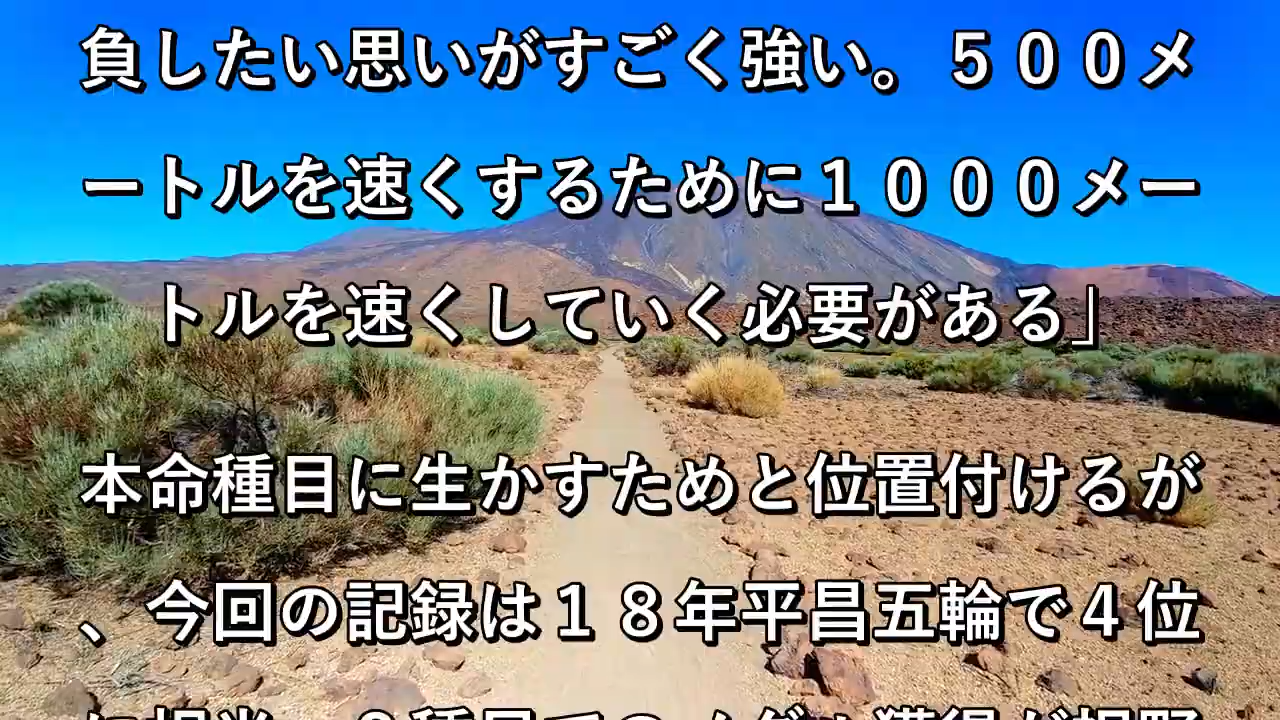 負したい思いがすごく強い。５００メ
ートルを速くするために１０００メー
トルを速くしていく必要がある」
本命種目に生かすためと位置付けるが
、今回の記録は１８年平昌五輪で４位